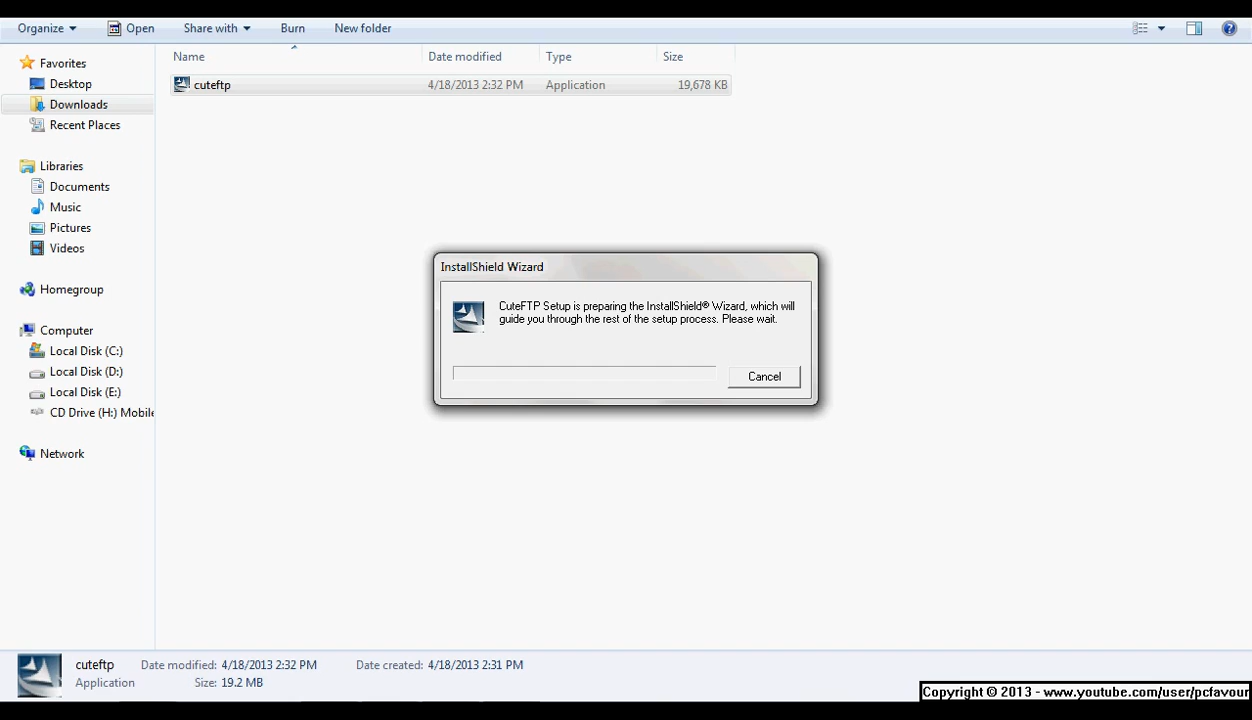 Organize Open Share with Burn New folder
Name Date modified Type Size
cuteftp 4/18/2013 2:32 PM Application 19,678 KB
Favorites
Desktop
Downloads
Recent Places
Libraries
Documents
Music
Pictures
Videos
Homegroup
Computer
Local Disk (C:)
Local Disk (D:)
Local Disk (E:)
CD Drive (H:) Mobile
Network
InstallShield Wizard
CuteFTP Setup is preparing the InstallShield® Wizard, which will
guide you through the rest of the setup process. Please wait.
Cancel
cuteftp Date modified: 4/18/2013 2:32 PM Date created: 4/18/2013 2:31 PM
Application Size: 19.2 MB
Copyright © 2013 - www.youtube.com/user/pcfavour